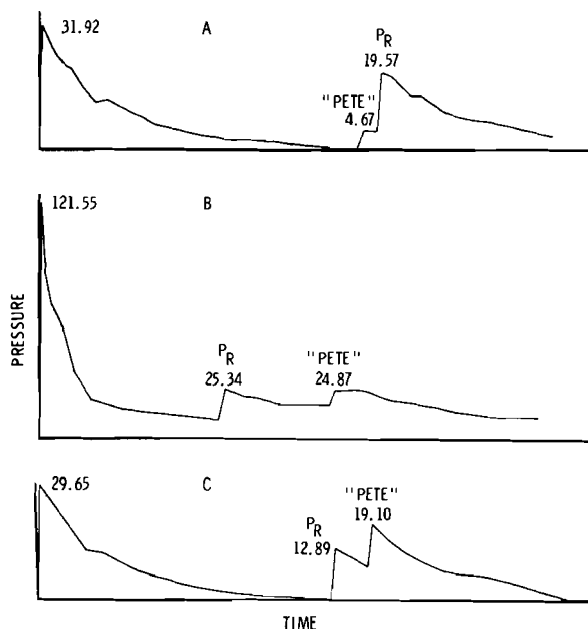 31.92
A
P_R
19.57
"PETE"
4.67
121.55
B
P_R
25.34
"PETE"
24.87
PRESSURE
29.65
C
P_R
12.89
"PETE"
19.10
TIME